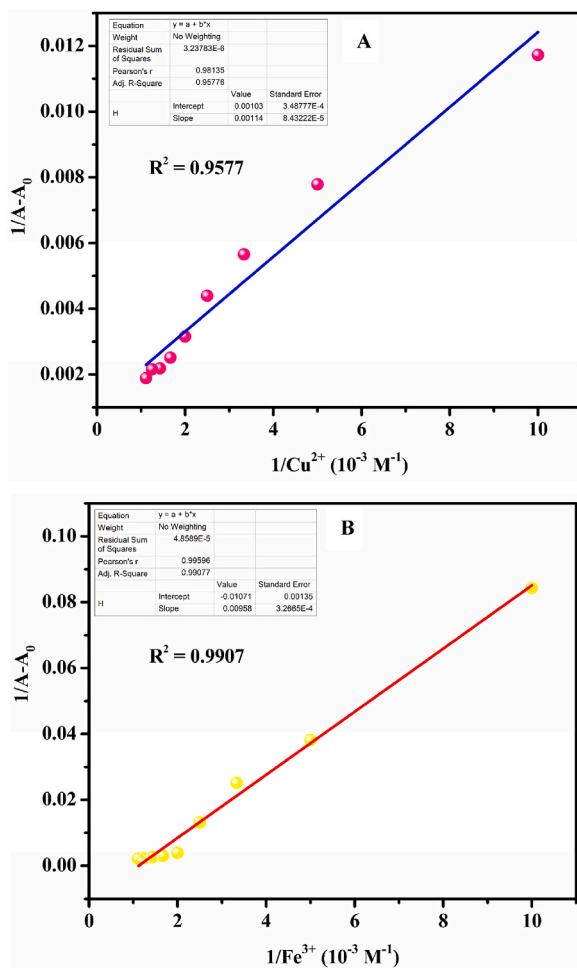 A
Equation y = a + b*x
Weight No Weighting
Residual Sum of Squares 3.23783E-6
Pearson's r 0.98135
Adj. R-Square 0.95776
Value Standard Error
H Intercept 0.00103 3.48777E-4
Slope 0.00114 8.43222E-5
R² = 0.9577
1/A-A₀
0.012
0.010
0.008
0.006
0.004
0.002
0 2 4 6 8 10
1/Cu²⁺ (10⁻³ M⁻¹)
B
Equation y = a + b*x
Weight No Weighting
Residual Sum of Squares 4.8589E-5
Pearson's r 0.99596
Adj. R-Square 0.99077
Value Standard Error
H Intercept -0.01071 0.00135
Slope 0.00958 3.2665E-4
R² = 0.9907
1/A-A₀
0.10
0.08
0.06
0.04
0.02
0.00
0 2 4 6 8 10
1/Fe³⁺ (10⁻³ M⁻¹)